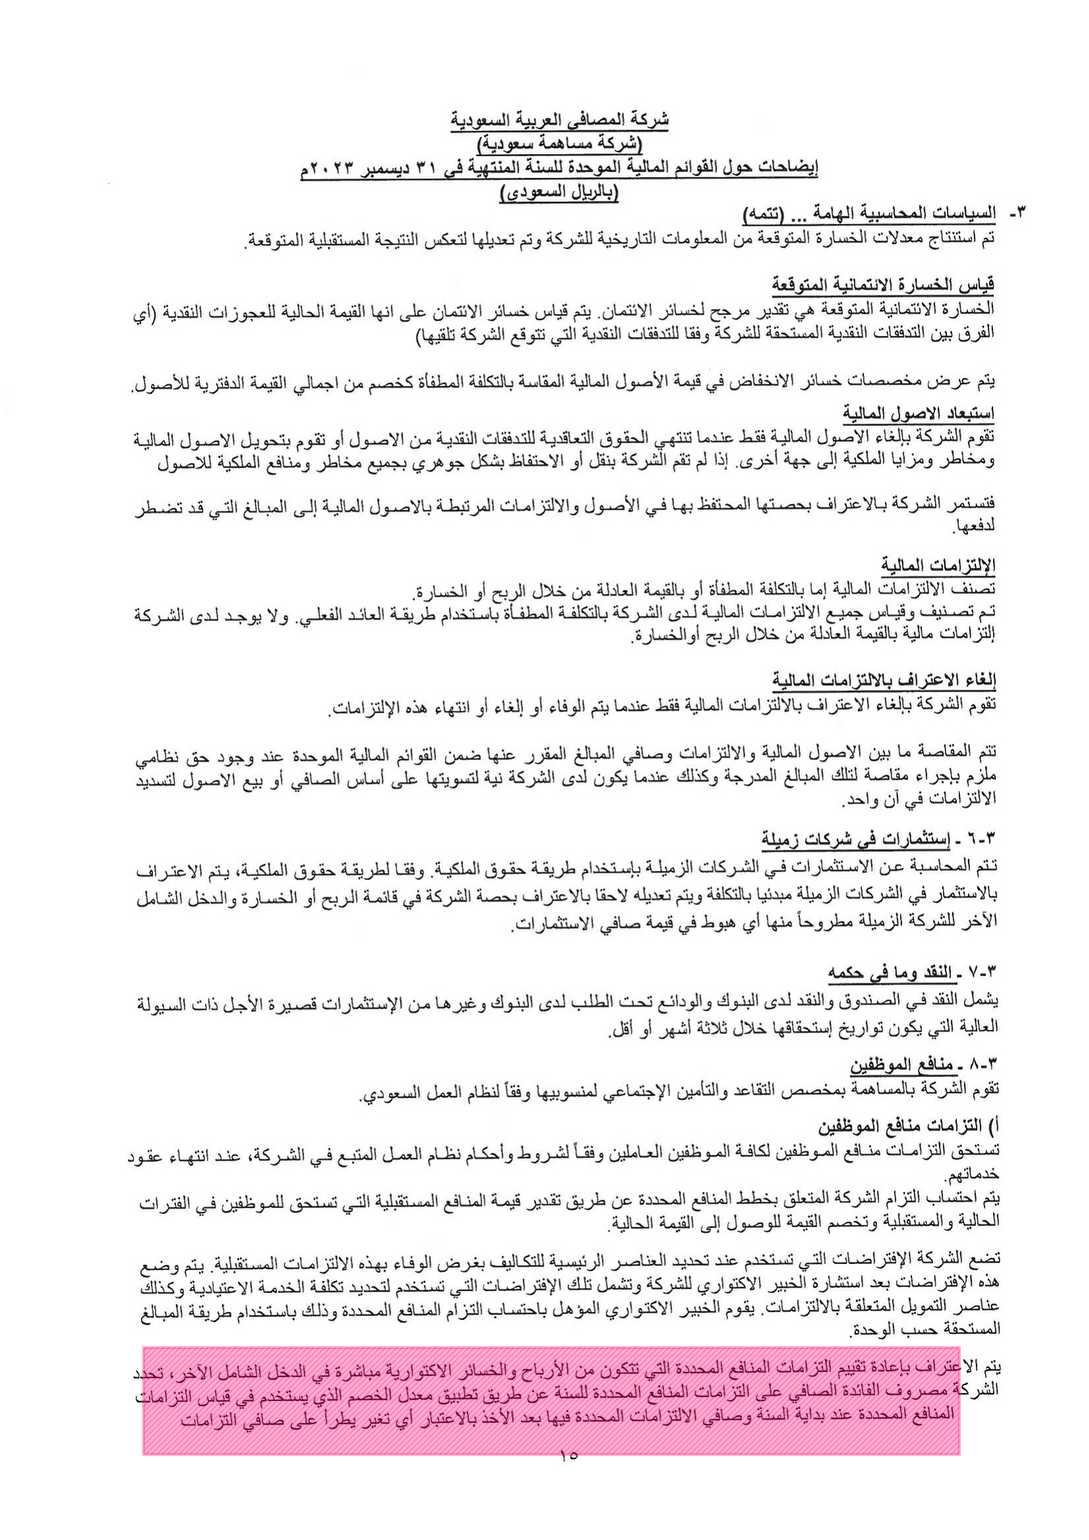 شركة المصافي العربية السعودية
(شركة مساهمة سعودية)
إيضاحات حول القوائم المالية الموحدة للسنة المنتهية في ٣١ ديسمبر ٢٠٢٣م
(بالريال السعودي)
٣- السياسات المحاسبية الهامة ... (تتمه)
تم استنتاج معدلات الخسارة المتوقعة من المعلومات التاريخية للشركة وتم تعديلها لتعكس النتيجة المستقبلية المتوقعة.
قياس الخسارة الائتمانية المتوقعة
الخسارة الائتمانية المتوقعة هي تقدير مرجح لخسائر الائتمان. يتم قياس خسائر الائتمان على انها القيمة الحالية للعجوزات النقدية (أي
الفرق بين التدفقات النقدية المستحقة للشركة وفقا للتدفقات النقدية التي تتوقع الشركة تلقيها)
يتم عرض مخصصات خسائر الانخفاض في قيمة الأصول المالية المقاسة بالتكلفة المطفأة كخصم من اجمالي القيمة الدفترية للأصول.
استبعاد الاصول المالية
تقوم الشركة بإلغاء الاصول المالية فقط عندما تنتهي الحقوق التعاقدية للتدفقات النقدية من الاصول أو تقوم بتحويل الاصول المالية
ومخاطر ومزايا الملكية إلى جهة أخرى. إذا لم تقم الشركة بنقل أو الاحتفاظ بشكل جوهري بجميع مخاطر ومنافع الملكية للاصول
فتستمر الشركة بالاعتراف بحصتها المحتفظ بها في الأصول والالتزامات المرتبطة بالاصول المالية إلى المبالغ التي قد تضطر
لدفعها.
الإلتزامات المالية
تصنف الالتزامات المالية إما بالتكلفة المطفأة أو بالقيمة العادلة من خلال الربح أو الخسارة.
تم تصنيف وقياس جميع الالتزامات المالية لدى الشركة بالتكلفة المطفأة باستخدام طريقة العائد الفعلي. ولا يوجد لدى الشركة
إلتزامات مالية بالقيمة العادلة من خلال الربح أوالخسارة.
إلغاء الاعتراف بالالتزامات المالية
تقوم الشركة بإلغاء الاعتراف بالالتزامات المالية فقط عندما يتم الوفاء أو إلغاء أو انتهاء هذه الإلتزامات.
تتم المقاصة ما بين الاصول المالية والالتزامات وصافي المبالغ المقرر عنها ضمن القوائم المالية الموحدة عند وجود حق نظامي
ملزم بإجراء مقاصة لتلك المبالغ المدرجة وكذلك عندما يكون لدى الشركة نية لتسويتها على أساس الصافي أو بيع الاصول لتسديد
الالتزامات في آن واحد.
٣-٦ - إستثمارات في شركات زميلة
تتم المحاسبة عن الاستثمارات في الشركات الزميلة بإستخدام طريقة حقوق الملكية. وفقا لطريقة حقوق الملكية، يتم الاعتراف
بالاستثمار في الشركات الزميلة مبدئيا بالتكلفة ويتم تعديله لاحقا بالاعتراف بحصة الشركة في قائمة الربح أو الخسارة والدخل الشامل
الآخر للشركة الزميلة مطروحاً منها أي هبوط في قيمة صافي الاستثمارات.
٣-٧ - النقد وما في حكمه
يشمل النقد في الصندوق والنقد لدى البنوك والودائع تحت الطلب لدى البنوك وغيرها من الإستثمارات قصيرة الأجل ذات السيولة
العالية التي يكون تواريخ إستحقاقها خلال ثلاثة أشهر أو أقل.
٣-٨ - منافع الموظفين
تقوم الشركة بالمساهمة بمخصص التقاعد والتأمين الإجتماعي لمنسوبيها وفقاً لنظام العمل السعودي.
أ) التزامات منافع الموظفين
تستحق التزامات منافع الموظفين لكافة الموظفين العاملين وفقاً لشروط وأحكام نظام العمل المتبع في الشركة، عند انتهاء عقود
خدماتهم.
يتم احتساب التزام الشركة المتعلق بخطط المنافع المحددة عن طريق تقدير قيمة المنافع المستقبلية التي تستحق للموظفين في الفترات
الحالية والمستقبلية وتخصم القيمة للوصول إلى القيمة الحالية.
تضع الشركة الإفتراضات التي تستخدم عند تحديد العناصر الرئيسية للتكاليف بغرض الوفاء بهذه الالتزامات المستقبلية. يتم وضع
هذه الإفتراضات بعد استشارة الخبير الاكتواري للشركة وتشمل تلك الإفتراضات التي تستخدم لتحديد تكلفة الخدمة الاعتيادية وكذلك
عناصر التمويل المتعلقة بالالتزامات. يقوم الخبير الاكتواري المؤهل باحتساب التزام المنافع المحددة وذلك باستخدام طريقة المبالغ
المستحقة حسب الوحدة.
يتم الاعتراف بإعادة تقييم التزامات المنافع المحددة التي تتكون من الأرباح والخسائر الاكتوارية مباشرة في الدخل الشامل الآخر، تحدد
الشركة مصروف الفائدة الصافي على التزامات المنافع المحددة للسنة عن طريق تطبيق معدل الخصم الذي يستخدم في قياس التزامات
المنافع المحددة عند بداية السنة وصافي الالتزامات المحددة فيها بعد الأخذ بالاعتبار أي تغير يطرأ على صافي التزامات
١٥